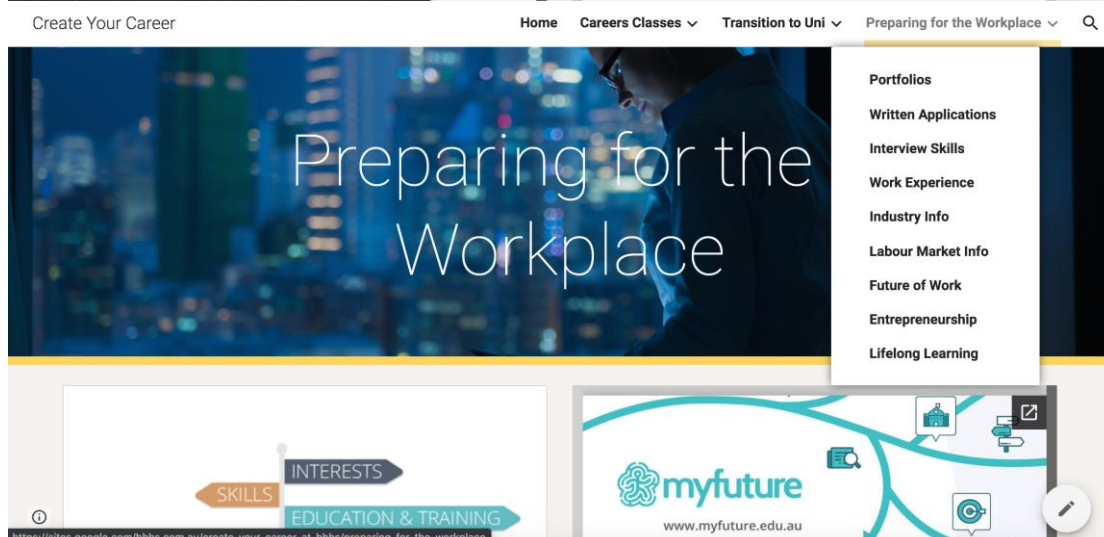 Create Your Career
Home Careers Classes Transition to Uni Preparing for the Workplace
Portfolios
Written Applications
Interview Skills
Work Experience
Industry Info
Labour Market Info
Future of Work
Entrepreneurship
Lifelong Learning
Preparing for the
Workplace
INTERESTS
SKILLS
EDUCATION & TRAINING
myfuture
www.myfuture.edu.au